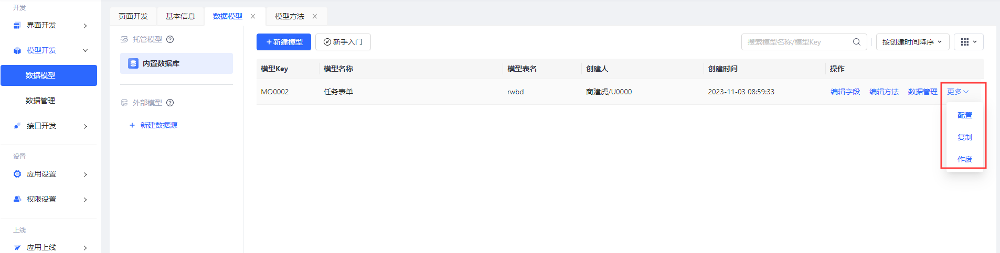 开发
界面开发
模型开发
数据模型
数据管理
接口开发
设置
应用设置
权限设置
上线
应用上线
页面开发 基本信息 数据模型 模型方法
托管模型
内置数据库
外部模型
+ 新建数据源
+新建模型 新手入门 搜索模型名称/模型Key 按创建时间降序
模型Key 模型名称 模型表名 创建人 创建时间 操作
MO0002 任务表单 rwbd 商建虎/U0000 2023-11-03 08:59:33 编辑字段 编辑方法 数据管理 更多
配置
复制
作废